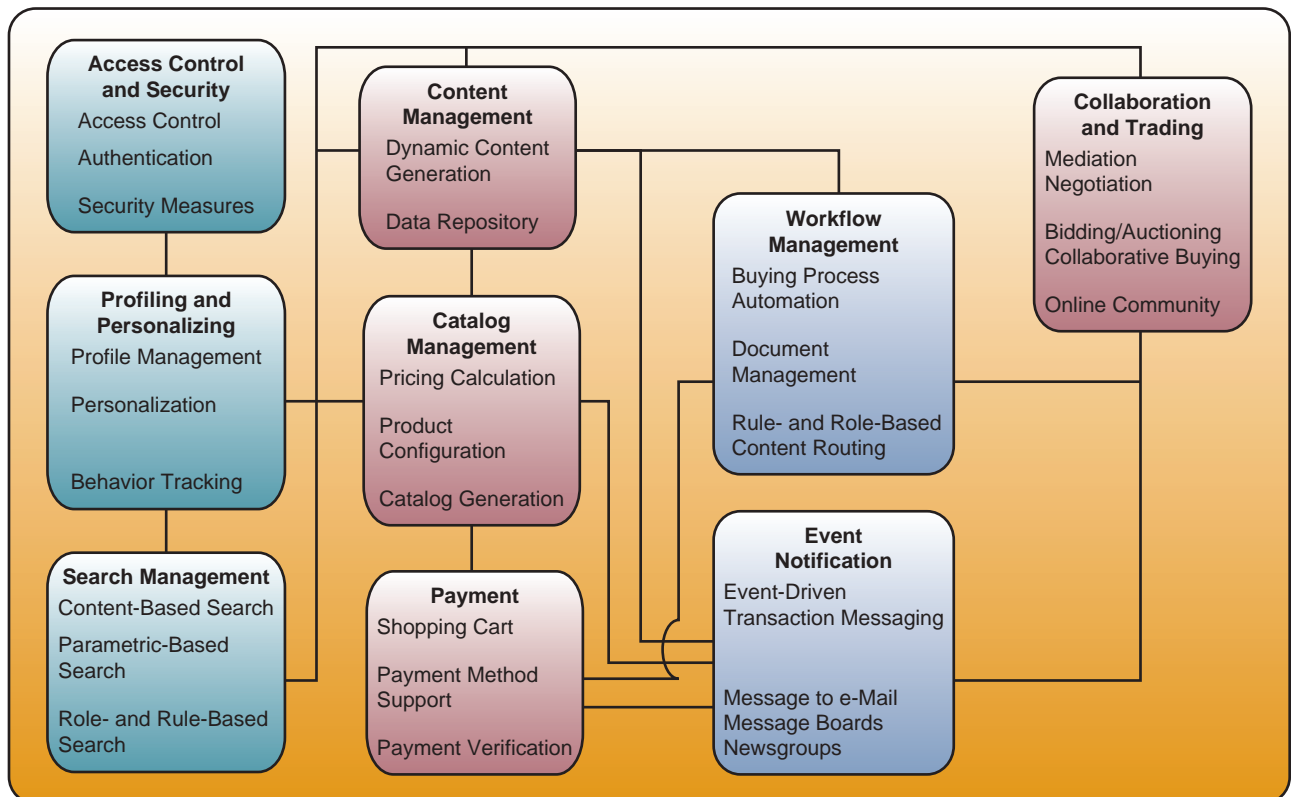 Access Control
and Security
Access Control
Authentication
Security Measures
Profiling and
Personalizing
Profile Management
Personalization
Behavior Tracking
Search Management
Content-Based Search
Parametric-Based
Search
Role- and Rule-Based
Search
Content
Management
Dynamic Content
Generation
Data Repository
Catalog
Management
Pricing Calculation
Product
Configuration
Catalog Generation
Payment
Shopping Cart
Payment Method
Support
Payment Verification
Workflow
Management
Buying Process
Automation
Document
Management
Rule- and Role-Based
Content Routing
Event
Notification
Event-Driven
Transaction Messaging
Message to e-Mail
Message Boards
Newsgroups
Collaboration
and Trading
Mediation
Negotiation
Bidding/Auctioning
Collaborative Buying
Online Community